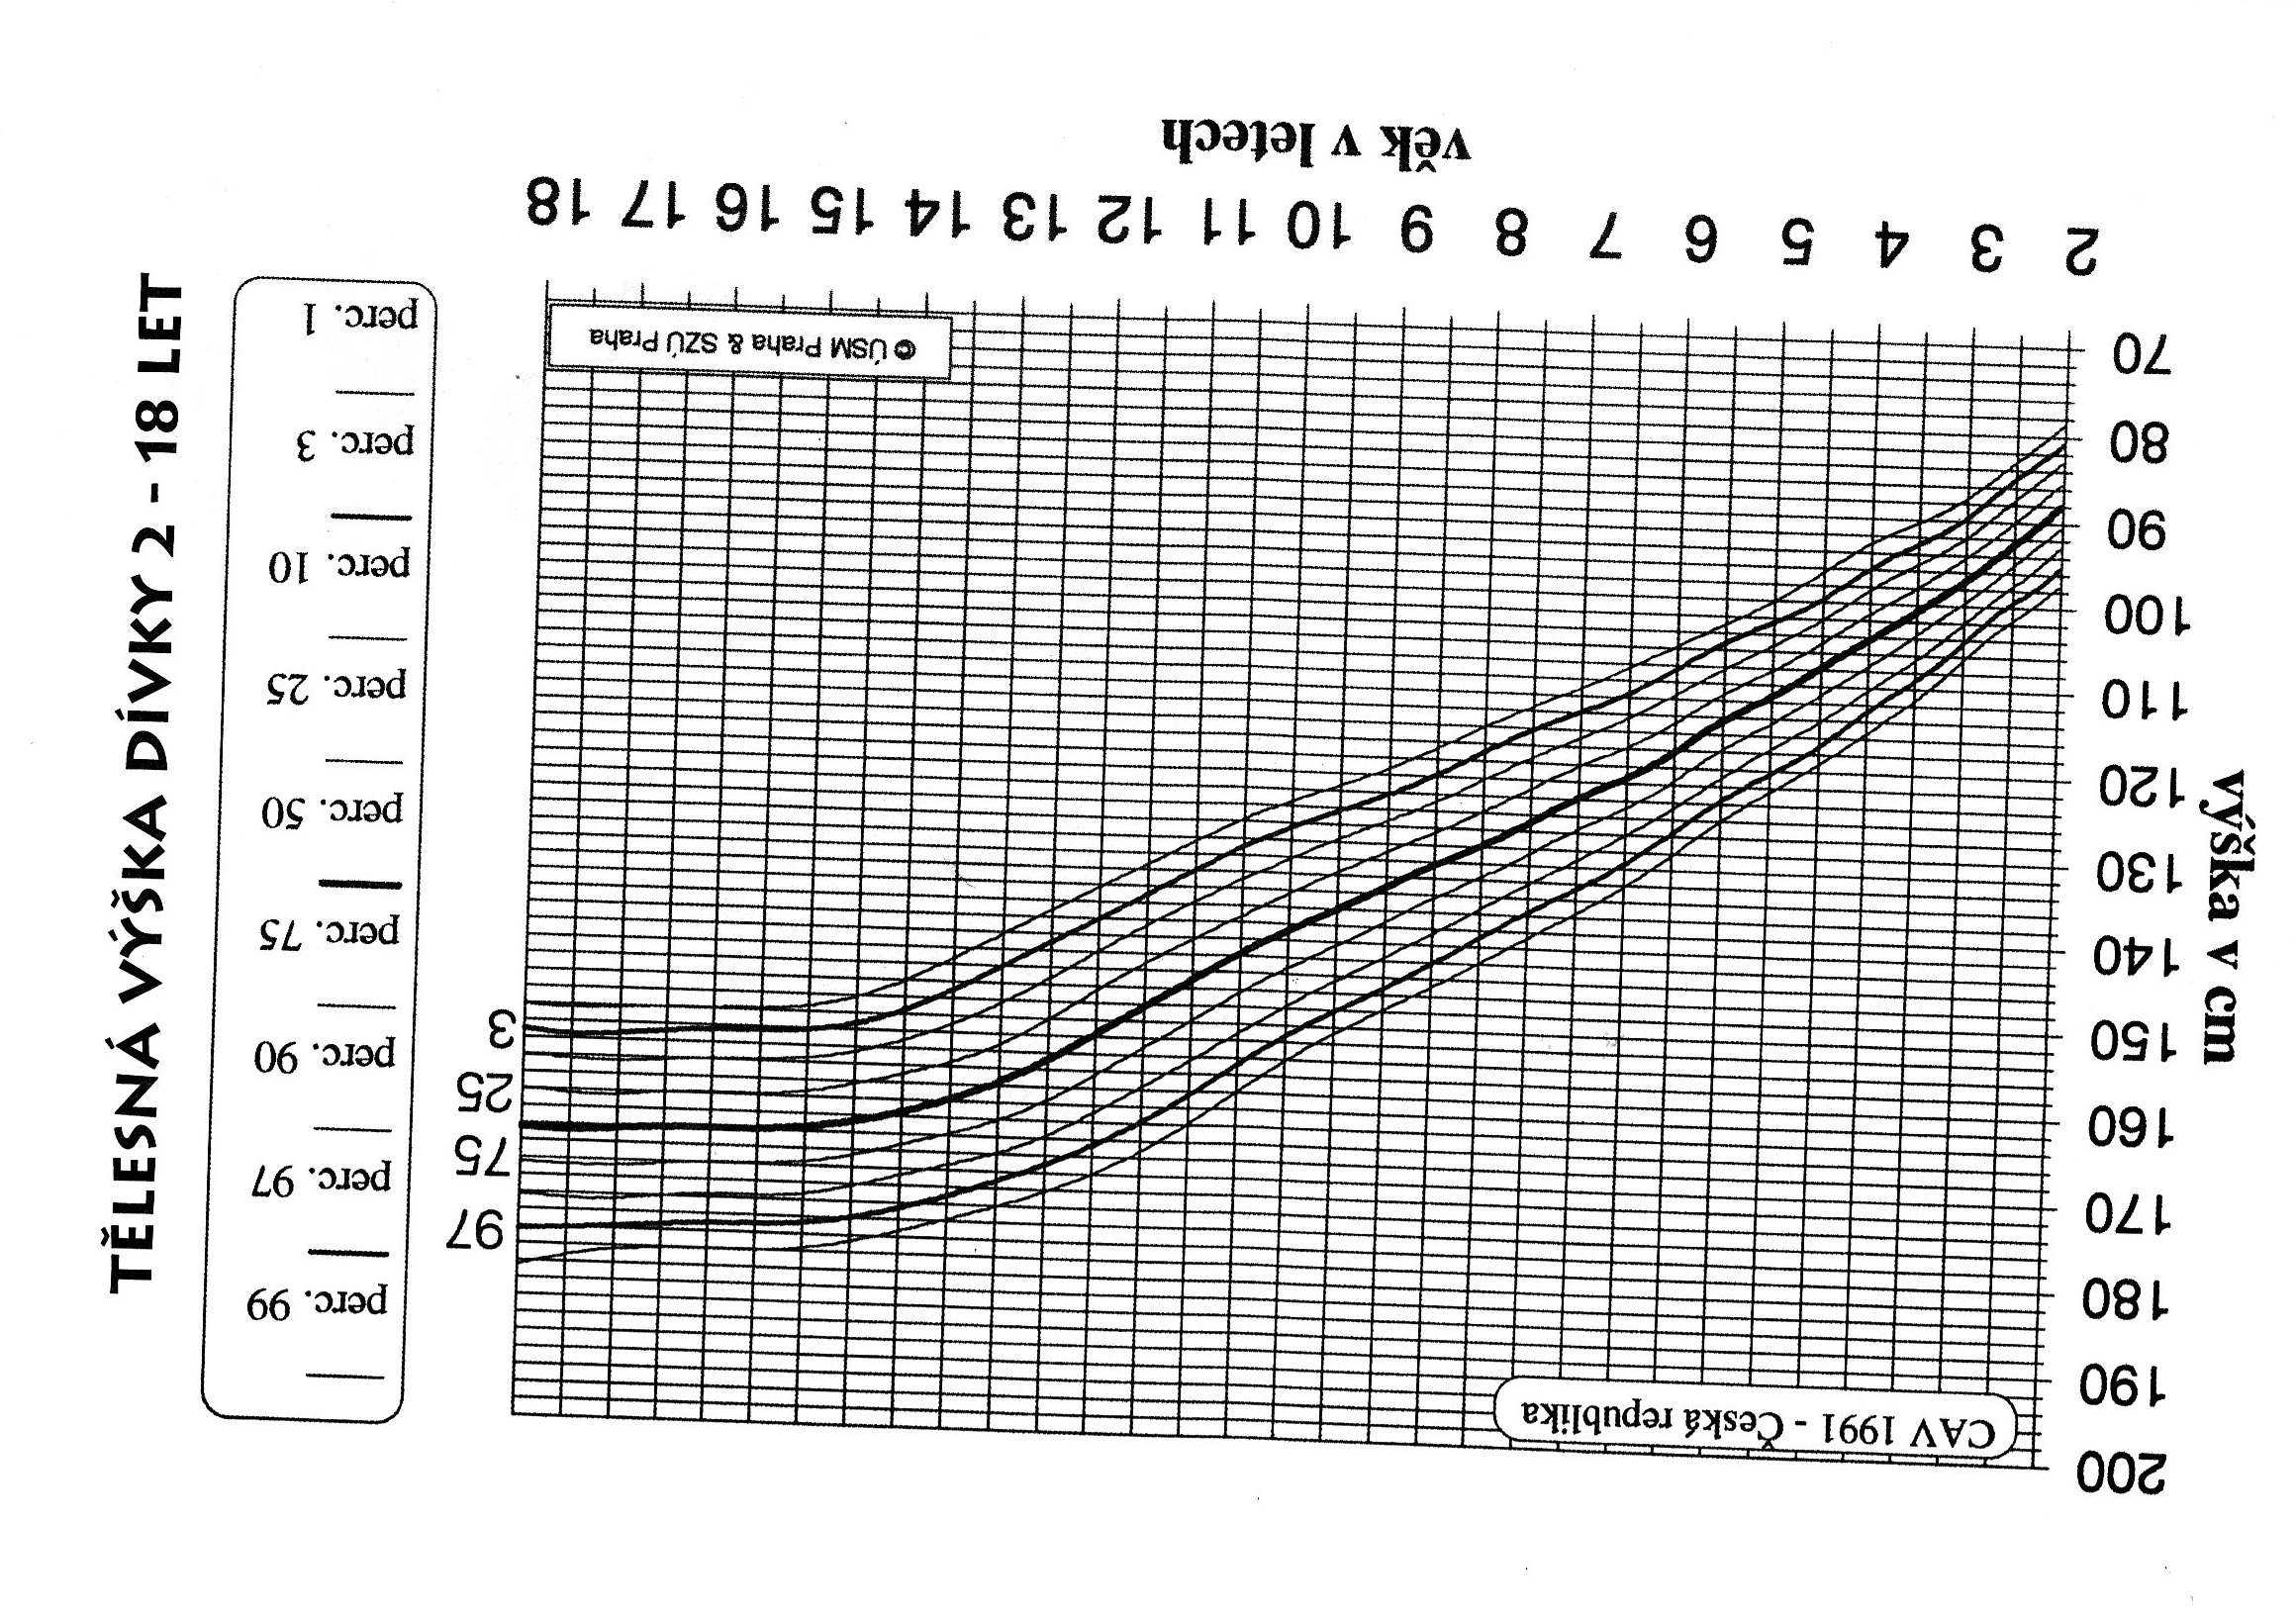 TĚLESNÁ VÝŠKA DÍVKY 2 - 18 LET
CAV 1991 - Česká republika
výška v cm
200
190
180
170
160
150
140
130
120
110
100
90
80
70
97
75
25
3
perc. 99
perc. 97
perc. 90
perc. 75
perc. 50
perc. 25
perc. 10
perc. 3
perc. 1
© ÚSM Praha & SZÚ Praha
2 3 4 5 6 7 8 9 10 11 12 13 14 15 16 17 18
věk v letech